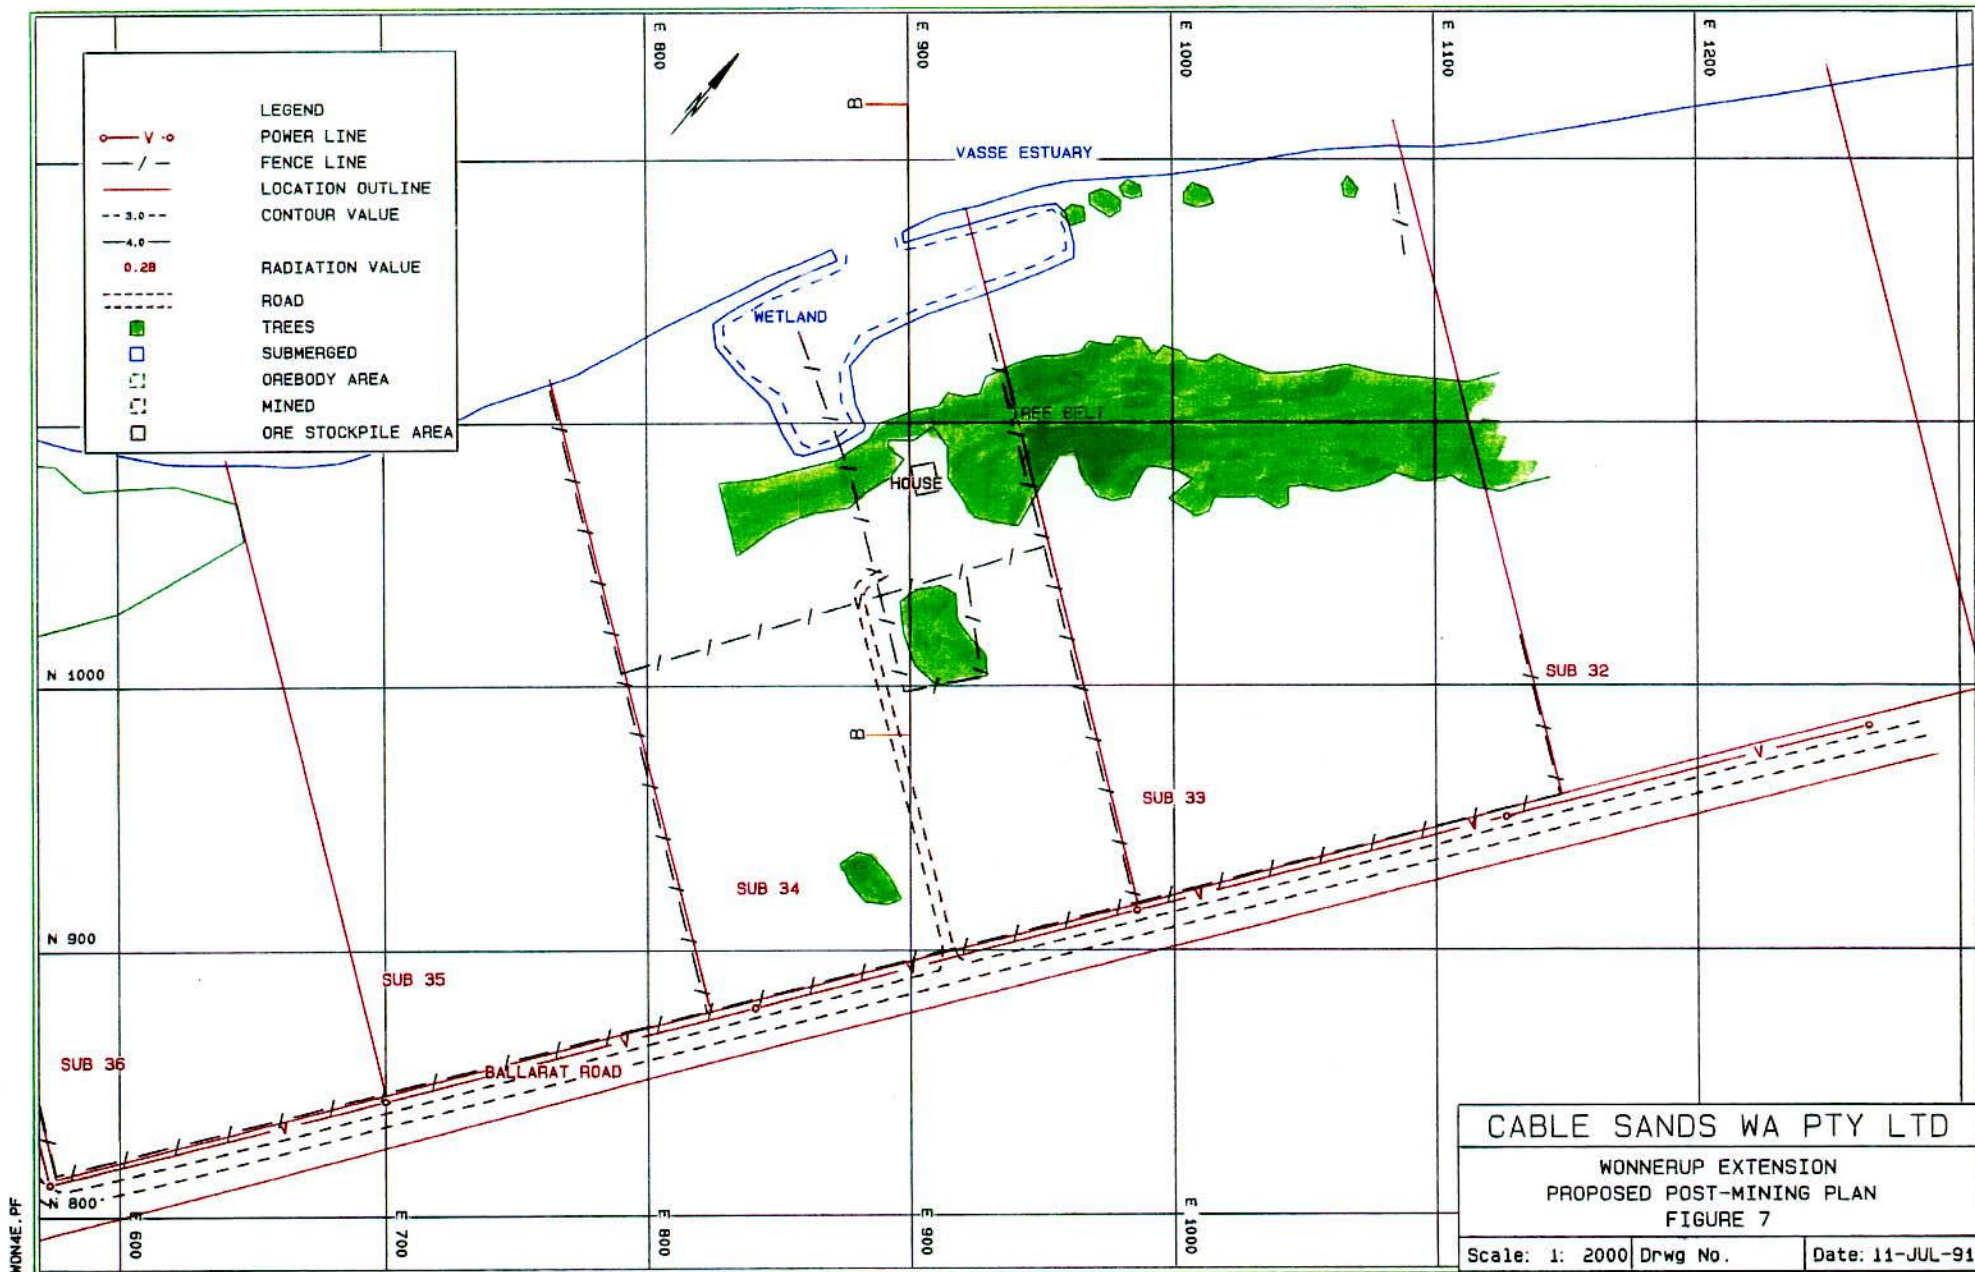 E 800
E 900
E 1000
E 1100
E 1200
LEGEND
V
POWER LINE
FENCE LINE
LOCATION OUTLINE
3.0
CONTOUR VALUE
4.0
0.28
RADIATION VALUE
ROAD
TREES
SUBMERGED
OREBODY AREA
MINED
ORE STOCKPILE AREA
N
B
VASSE ESTUARY
WETLAND
REE BELT
HOUSE
N 1000
SUB 32
B
SUB 33
SUB 34
N 900
SUB 35
SUB 36
BALLARAT ROAD
N 800
E 600
E 700
E 800
E 900
E 1000
WON4E.PF
CABLE SANDS WA PTY LTD
WONNERUP EXTENSION
PROPOSED POST-MINING PLAN
FIGURE 7
Scale: 1: 2000
Drwg No.
Date: 11-JUL-91